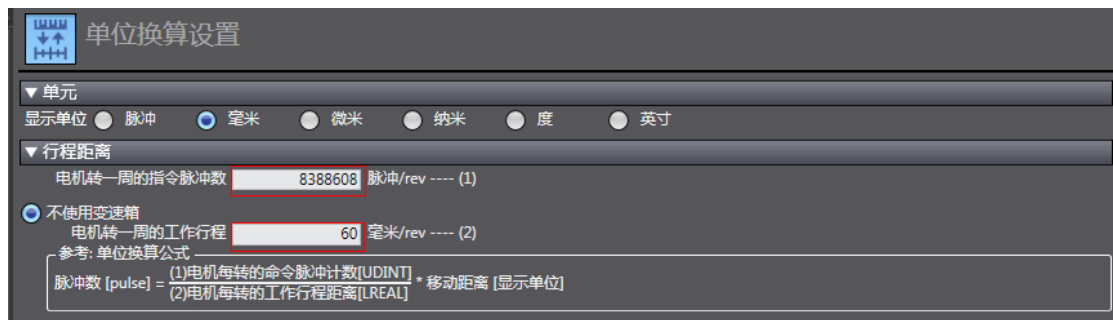 单位换算设置
▼单元
显示单位 脉冲 毫米 微米 纳米 度 英寸
▼行程距离
电机转一周的指令脉冲数 8388608 脉冲/rev ---- (1)
不使用变速箱
电机转一周的工作行程 60 毫米/rev ---- (2)
参考: 单位换算公式
脉冲数 [pulse] = (1)电机每转的命令脉冲计数[UDINT]
(2)电机每转的工作行程距离[LREAL] * 移动距离 [显示单位]